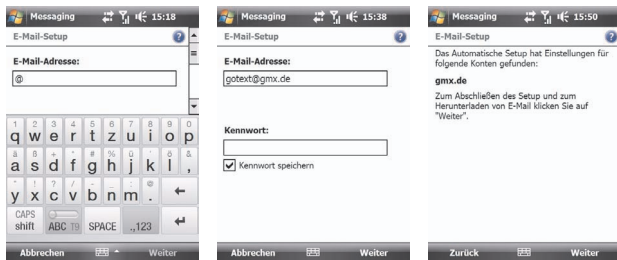 Messaging 15:18
E-Mail-Setup
E-Mail-Adresse:
@
1 2 3 4 5 6 7 8 9 0
q w e r t z u i o p
a s d f g h j k l ,
y x c v b n m .
CAPS
shift ABC T9 SPACE .,123
Abbrechen Weiter
Messaging 15:38
E-Mail-Setup
E-Mail-Adresse:
gotext@gmx.de
Kennwort:
Kennwort speichern
Abbrechen Weiter
Messaging 15:50
E-Mail-Setup
Das Automatische Setup hat Einstellungen für
folgende Konten gefunden:
gmx.de
Zum Abschließen des Setup und zum
Herunterladen von E-Mail klicken Sie auf
"Weiter".
Zurück Weiter